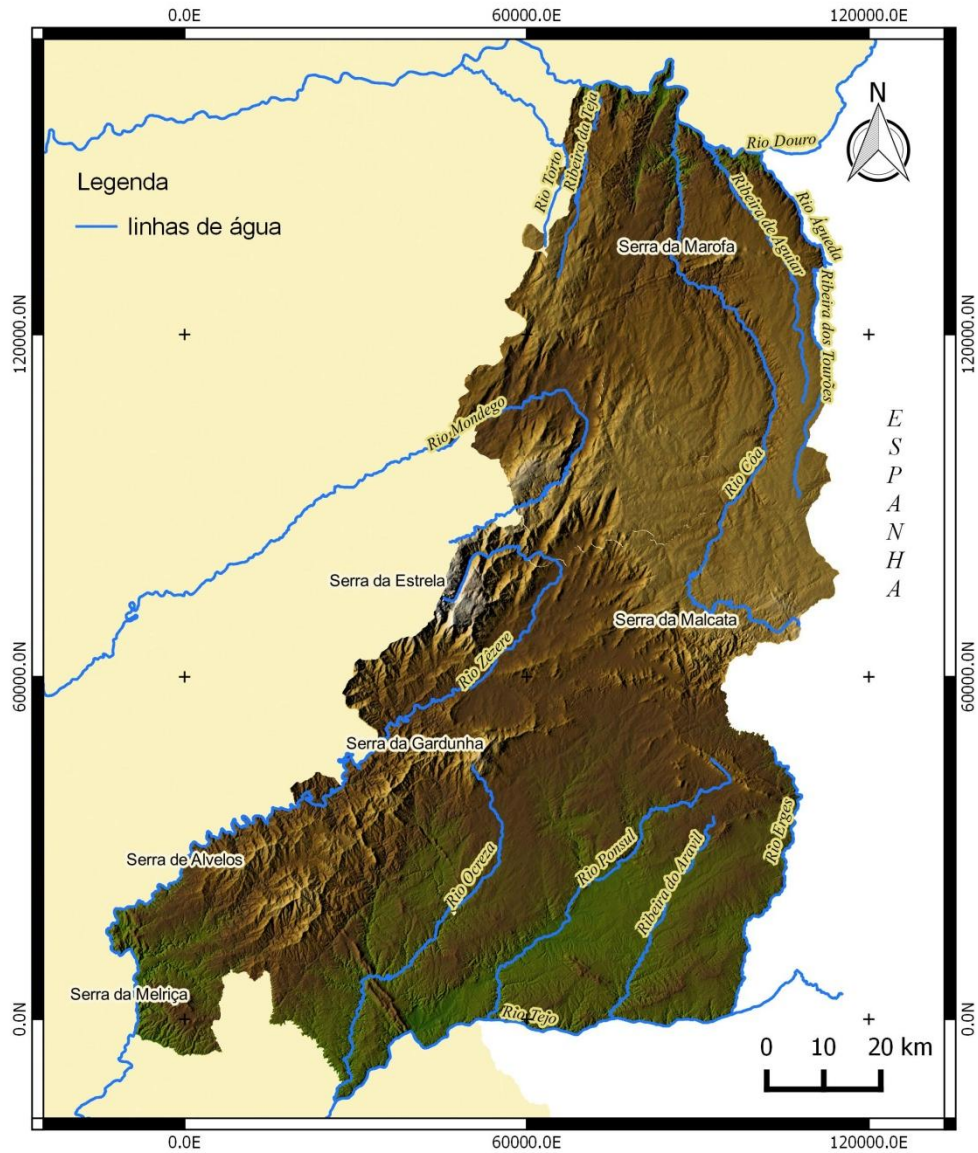 0.0E
60000.0E
120000.0E
N
Rio Douro
Legenda
linhas de água
Rio Torto
Ribeira da Teja
Ribeira de Aguiar
Rio Águeda
Serra da Marofa
Ribeira dos Tourões
120000.0N
120000.0N
Rio Mondego
ESPANHA
Rio Côa
Serra da Estrela
Serra da Malcata
Rio Zêzere
60000.0N
60000.0N
Serra da Gardunha
Rio Erges
Rio Ponsul
Rio Ocreza
Ribeira do Aravil
Serra de Alvelos
Serra da Melriça
Rio Tejo
0.0N
0.0N
0 10 20 km
0.0E
60000.0E
120000.0E